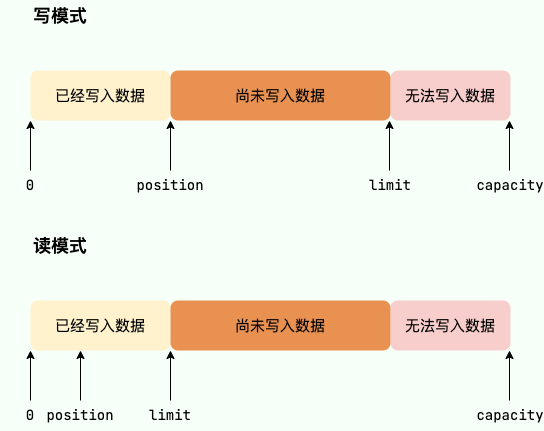 写模式
已经写入数据 尚未写入数据 无法写入数据
0 position limit capacity
读模式
已经写入数据 尚未写入数据 无法写入数据
0 position limit capacity